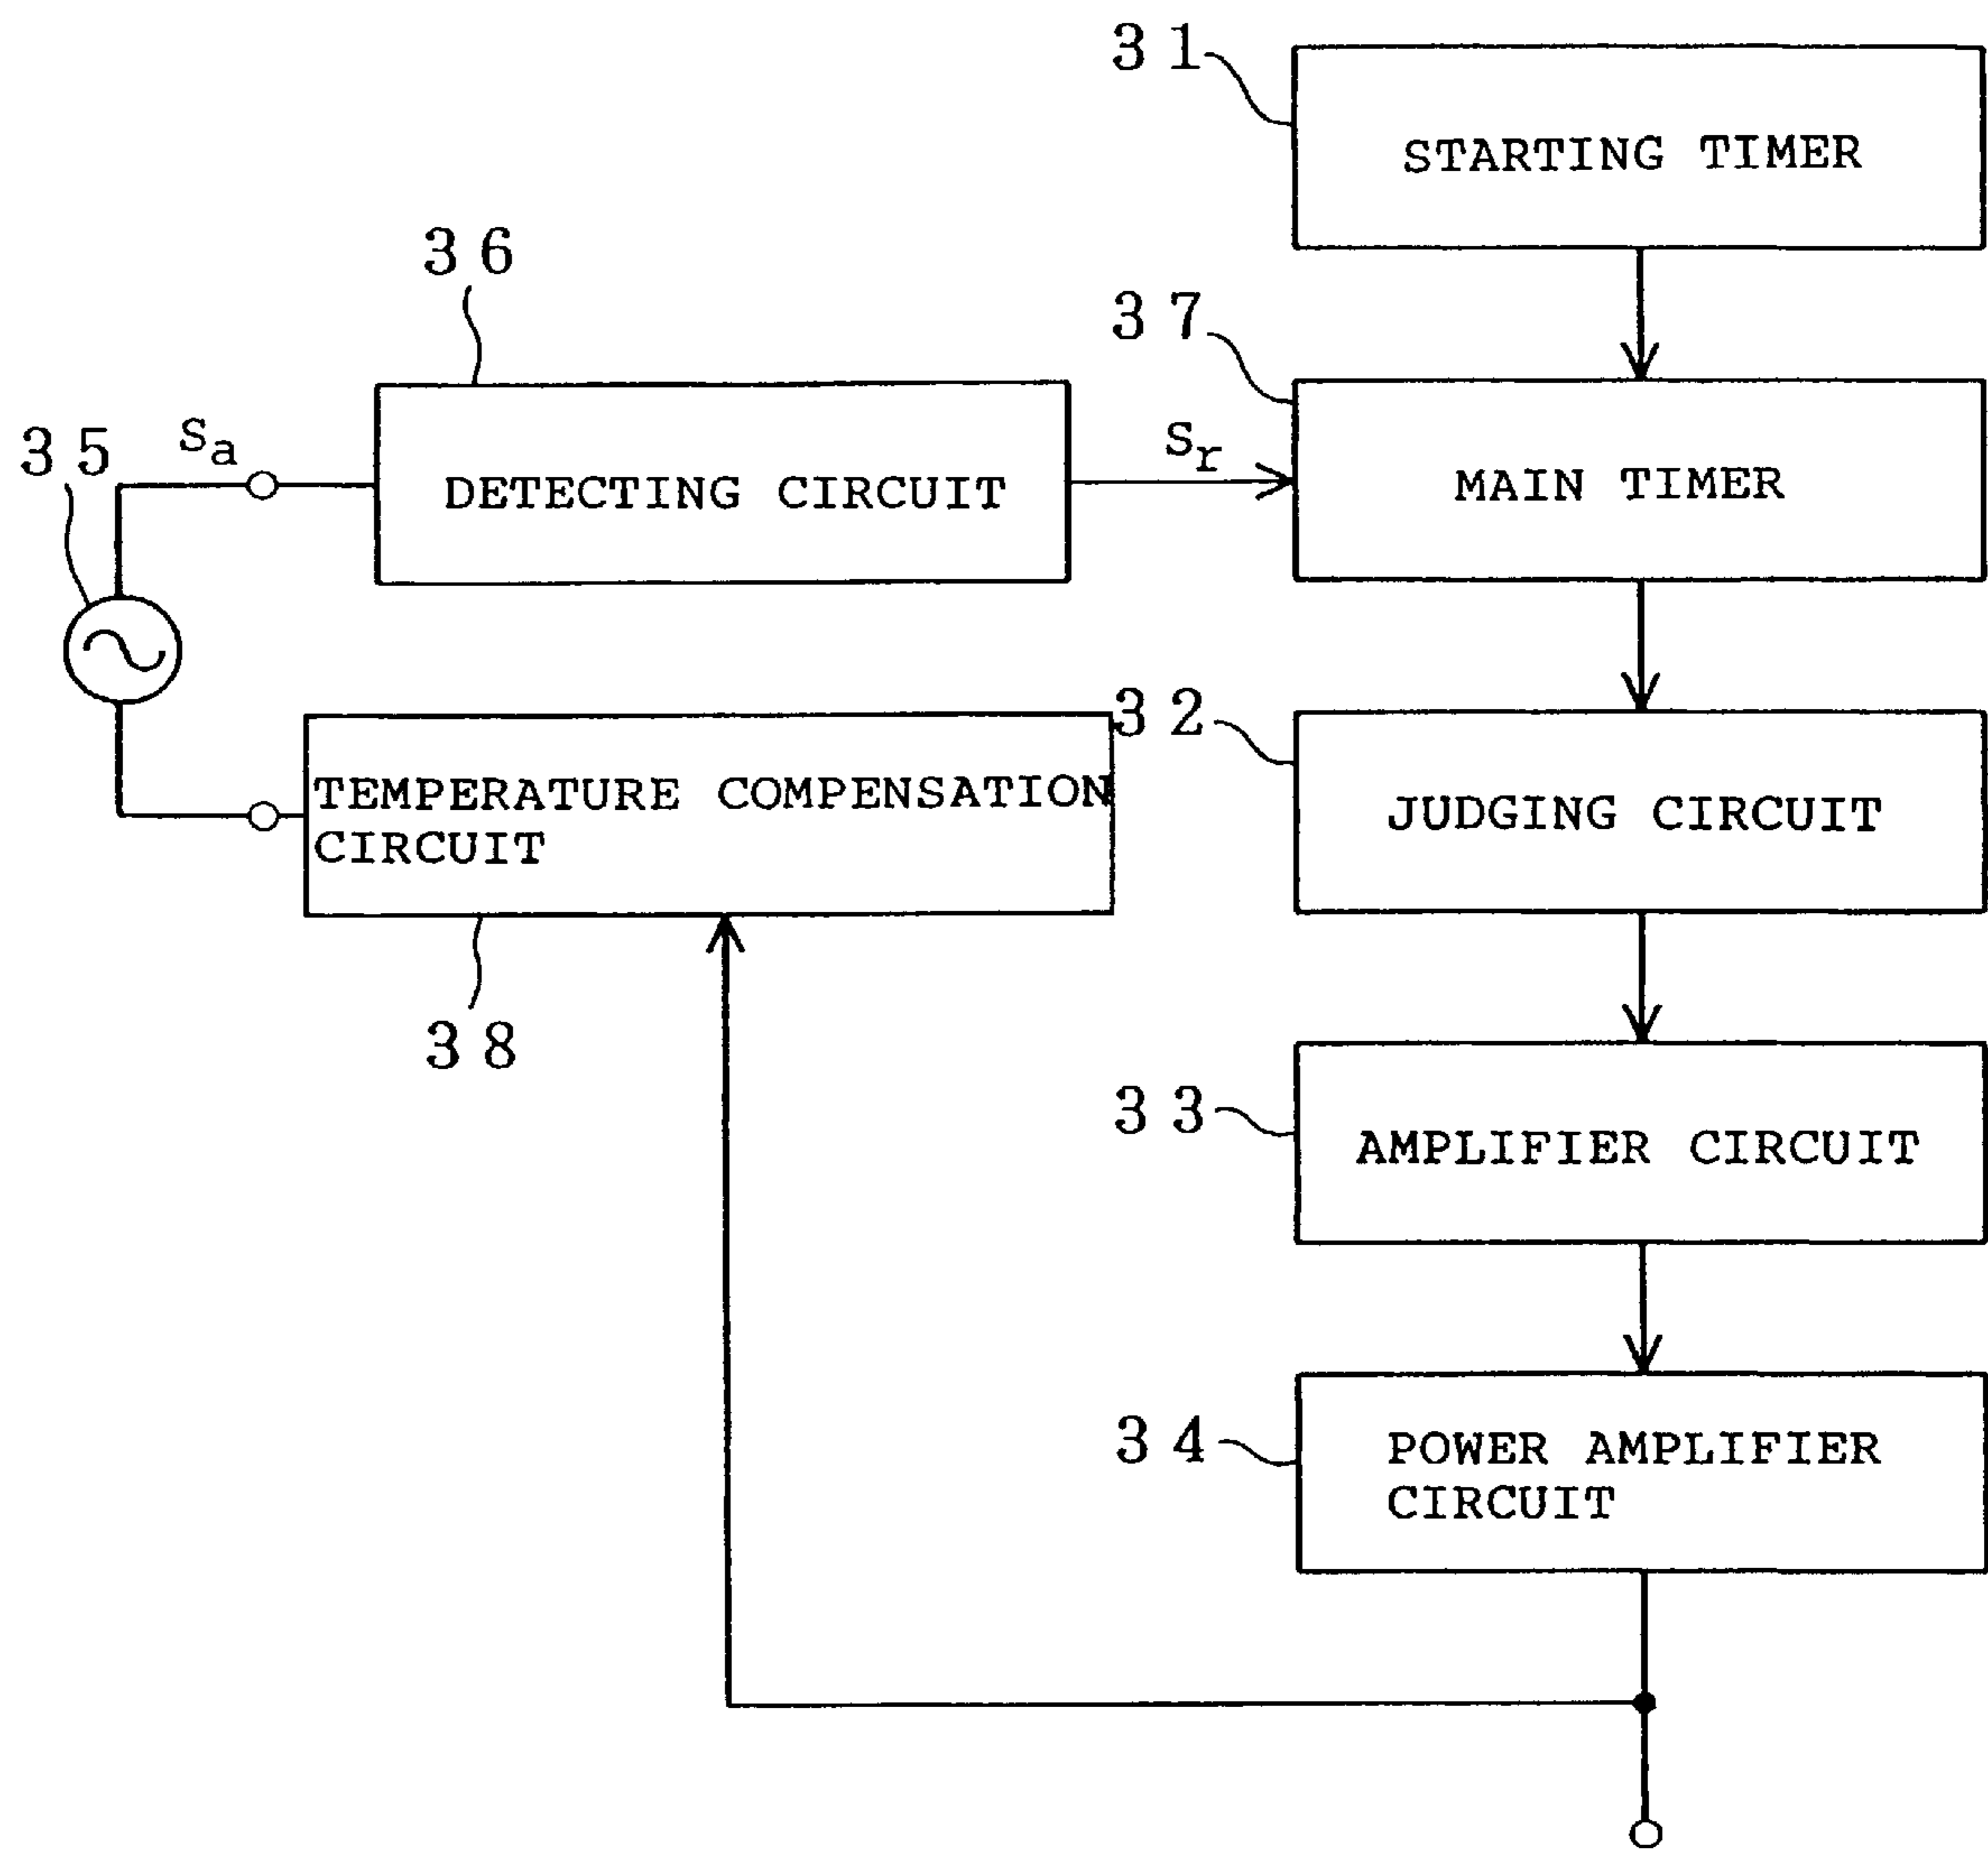 31
STARTING TIMER
36
37
35
Sa
DETECTING CIRCUIT
Sr
MAIN TIMER
32
TEMPERATURE COMPENSATION
CIRCUIT
JUDGING CIRCUIT
38
33
AMPLIFIER CIRCUIT
34
POWER AMPLIFIER
CIRCUIT